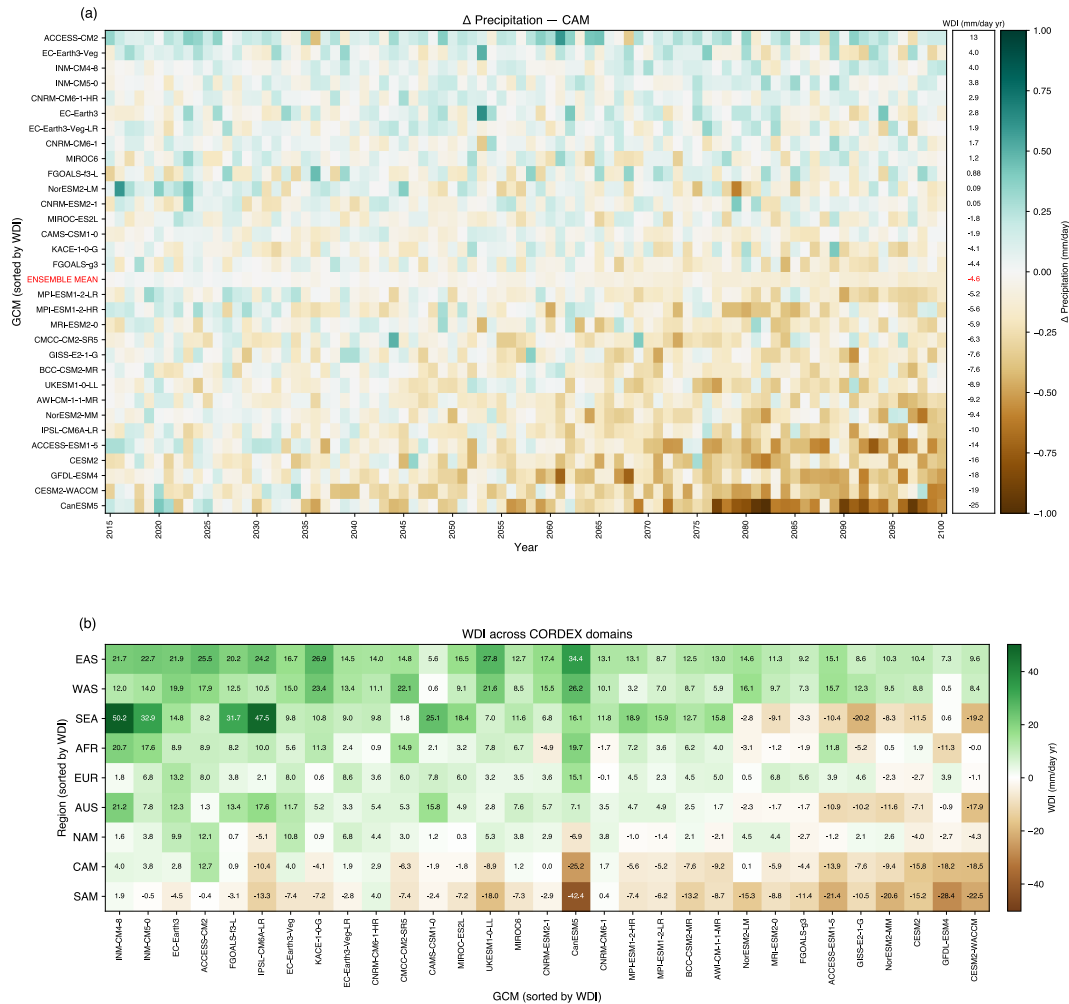 (a)
Δ Precipitation — CAM
WDI (mm/day yr)
GCM (sorted by WDI)
ACCESS-CM2 13
EC-Earth3-Veg 4.0
INM-CM4-8 4.0
INM-CM5-0 3.8
CNRM-CM6-1-HR 2.9
EC-Earth3 2.8
EC-Earth3-Veg-LR 1.9
CNRM-CM6-1 1.7
MIROC6 1.2
FGOALS-f3-L 0.88
NorESM2-LM 0.09
CNRM-ESM2-1 0.05
MIROC-ES2L -1.8
CAMS-CSM1-0 -1.9
KACE-1-0-G -4.1
FGOALS-g3 -4.4
ENSEMBLE MEAN -4.6
MPI-ESM1-2-LR -5.2
MPI-ESM1-2-HR -5.6
MRI-ESM2-0 -5.9
CMCC-CM2-SR5 -6.3
GISS-E2-1-G -7.6
BCC-CSM2-MR -7.6
UKESM1-0-LL -8.9
AWI-CM-1-1-MR -9.2
NorESM2-MM -9.4
IPSL-CM6A-LR -10
ACCESS-ESM1-5 -14
CESM2 -16
GFDL-ESM4 -18
CESM2-WACCM -19
CanESM5 -25
2015 2020 2025 2030 2035 2040 2045 2050 2055 2060 2065 2070 2075 2080 2085 2090 2095 2100
Year
1.00
0.75
0.50
0.25
0.00
−0.25
−0.50
−0.75
−1.00
Δ Precipitation (mm/day)
(b)
WDI across CORDEX domains
Region (sorted by WDI)
EAS 21.7 22.7 21.9 25.5 20.2 24.2 16.7 26.9 14.5 14.0 14.8 5.6 16.5 27.8 12.7 17.4 34.4 13.1 13.1 8.7 12.5 13.0 14.6 11.3 9.2 15.1 8.6 10.3 10.4 7.3 9.6
WAS 12.0 14.0 19.9 17.9 12.5 10.5 15.0 23.4 13.4 11.1 22.1 0.6 9.1 21.6 8.5 15.5 26.2 10.1 3.2 7.0 8.7 5.9 16.1 9.7 4.9 15.7 12.3 9.5 8.8 0.5 8.4
SEA 50.2 32.9 14.8 8.2 31.7 47.1 9.8 10.8 9.0 9.8 1.8 25.1 18.4 7.0 11.6 6.8 16.1 11.8 18.9 15.9 12.7 15.8 -2.8 -9.1 -3.3 -10.4 -20.2 -8.3 -11.5 0.6 -19.2
AFR 20.7 17.6 8.9 8.9 8.2 10.0 5.6 11.3 2.4 0.9 14.9 2.1 3.2 7.8 6.7 -4.9 19.7 -1.7 7.2 3.6 6.2 4.0 -3.1 -1.9 -2.6 11.8 -5.2 0.5 1.9 -11.3 -0.0
EUR 1.8 6.8 13.2 8.0 3.8 2.1 8.0 0.6 8.6 3.6 6.0 7.8 6.0 3.2 3.5 3.6 15.1 -0.1 4.5 2.3 4.0 3.5 -0.4 6.8 5.6 3.9 4.6 -2.3 -2.7 3.9 -1.1
AUS 21.2 7.8 12.3 1.3 13.4 17.6 11.7 5.2 3.3 5.4 5.3 15.8 4.9 2.8 7.6 5.7 7.1 3.5 4.7 4.9 2.5 1.7 -2.3 -1.7 -1.7 -10.9 -10.2 -11.6 -7.1 -0.9 -17.9
NAM 1.6 3.8 9.9 12.1 0.7 -5.1 10.8 0.9 6.8 4.4 3.0 1.2 0.3 5.3 3.8 2.9 -6.9 3.8 -1.0 -1.4 2.1 -2.1 4.5 4.4 -2.7 -1.2 2.1 2.6 -4.0 -2.7 -4.3
CAM 4.0 3.8 2.8 12.7 0.9 -10.4 4.0 -4.1 1.9 2.9 -6.3 -1.9 -1.8 -8.9 1.2 0.0 -25.2 1.7 -5.6 -5.2 -7.6 -9.2 0.1 -5.9 -4.4 -13.9 -7.6 -9.4 -15.8 -18.2 -18.5
SAM 1.9 -0.5 -4.5 -0.4 -3.1 -13.3 -4.4 -7.2 -2.8 4.0 -7.4 -2.4 -7.2 -18.0 -7.3 -2.9 -42.4 0.4 -7.4 -6.2 -13.2 -8.7 -15.3 -8.8 -11.8 -21.4 -10.5 -20.6 -15.2 -28.4 -22.5
INM-CM4-8 INM-CM5-0 EC-Earth3 ACCESS-CM2 FGOALS-f3-L IPSL-CM6A-LR EC-Earth3-Veg KACE-1-0-G EC-Earth3-Veg-LR CNRM-CM6-1-HR CMCC-CM2-SR5 CAMS-CSM1-0 MIROC-ES2L UKESM1-0-LL MIROC6 CNRM-ESM2-1 CanESM5 CNRM-CM6-1 MPI-ESM1-2-HR MPI-ESM1-2-LR BCC-CSM2-MR AWI-CM-1-1-MR NorESM2-LM MRI-ESM2-0 FGOALS-g3 ACCESS-ESM1-5 GISS-E2-1-G NorESM2-MM CESM2 GFDL-ESM4 CESM2-WACCM
GCM (sorted by WDI)
40
20
0
−20
−40
WDI (mm/day yr)